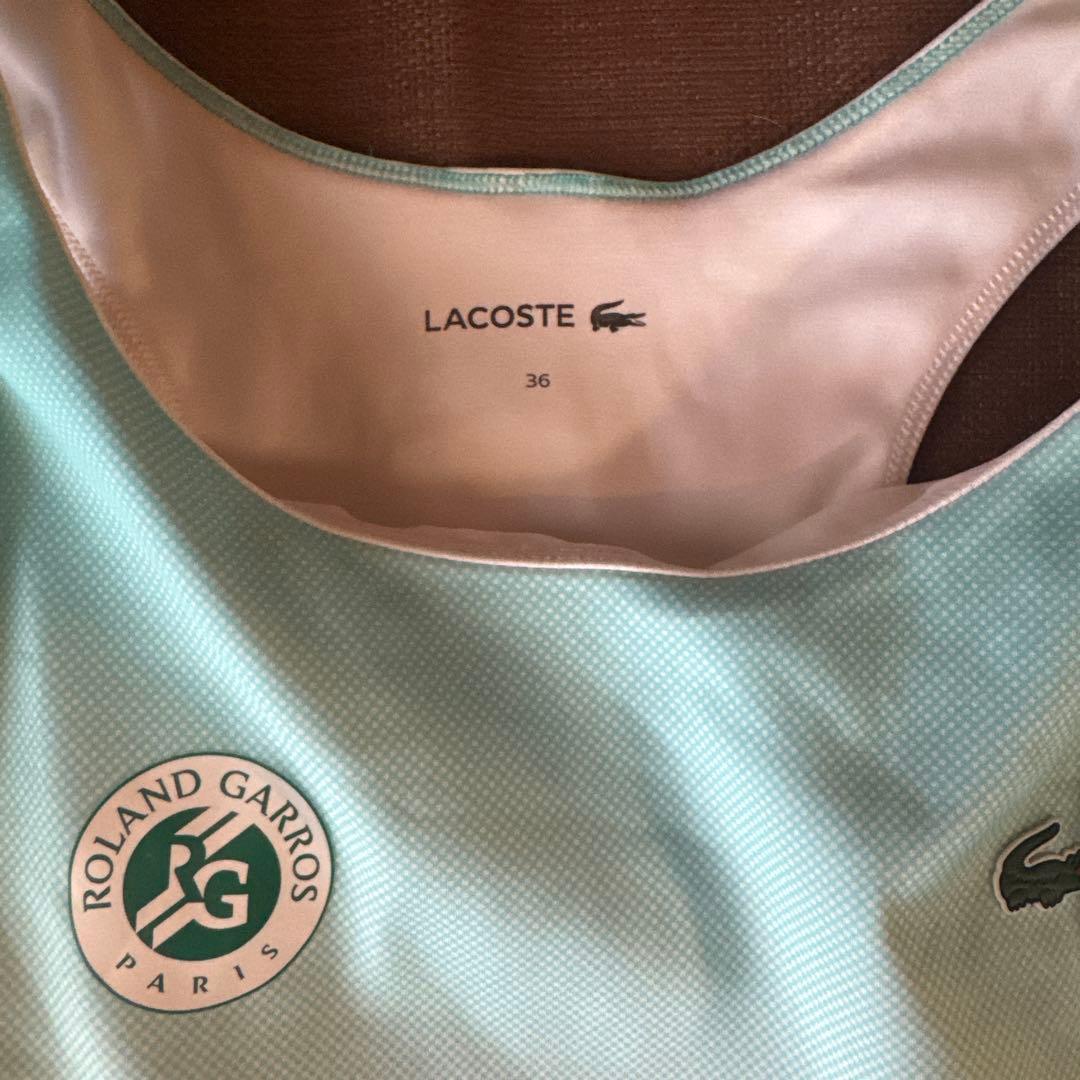 LACOSTE
36
ROLAND GARROS
RG
PARIS